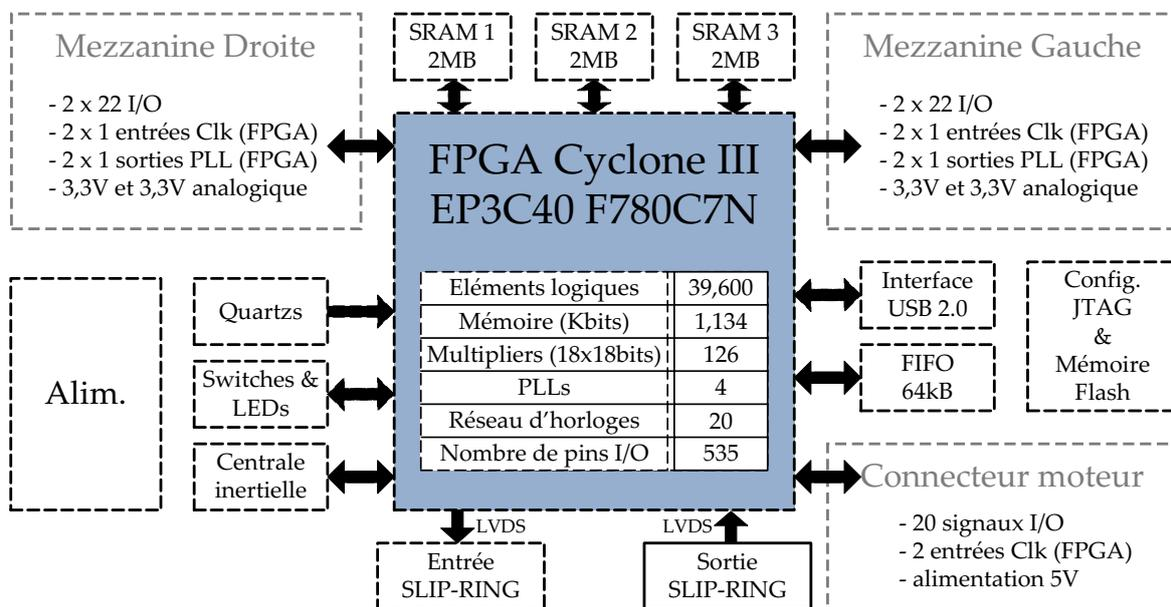 Mezzanine Droite
- 2 x 22 I/O
- 2 x 1 entrées Clk (FPGA)
- 2 x 1 sorties PLL (FPGA)
- 3,3V et 3,3V analogique
SRAM 1
2MB
SRAM 2
2MB
SRAM 3
2MB
Mezzanine Gauche
- 2 x 22 I/O
- 2 x 1 entrées Clk (FPGA)
- 2 x 1 sorties PLL (FPGA)
- 3,3V et 3,3V analogique
FPGA Cyclone III
EP3C40 F780C7N
Eléments logiques 39,600
Mémoire (Kbits) 1,134
Multipliers (18x18bits) 126
PLLs 4
Réseau d'horloges 20
Nombre de pins I/O 535
Alim.
Quartzs
Switches &
LEDs
Centrale
inertielle
Interface
USB 2.0
FIFO
64kB
Config.
JTAG
&
Mémoire
Flash
Connecteur moteur
- 20 signaux I/O
- 2 entrées Clk (FPGA)
- alimentation 5V
LVDS
Entrée
SLIP-RING
LVDS
Sortie
SLIP-RING